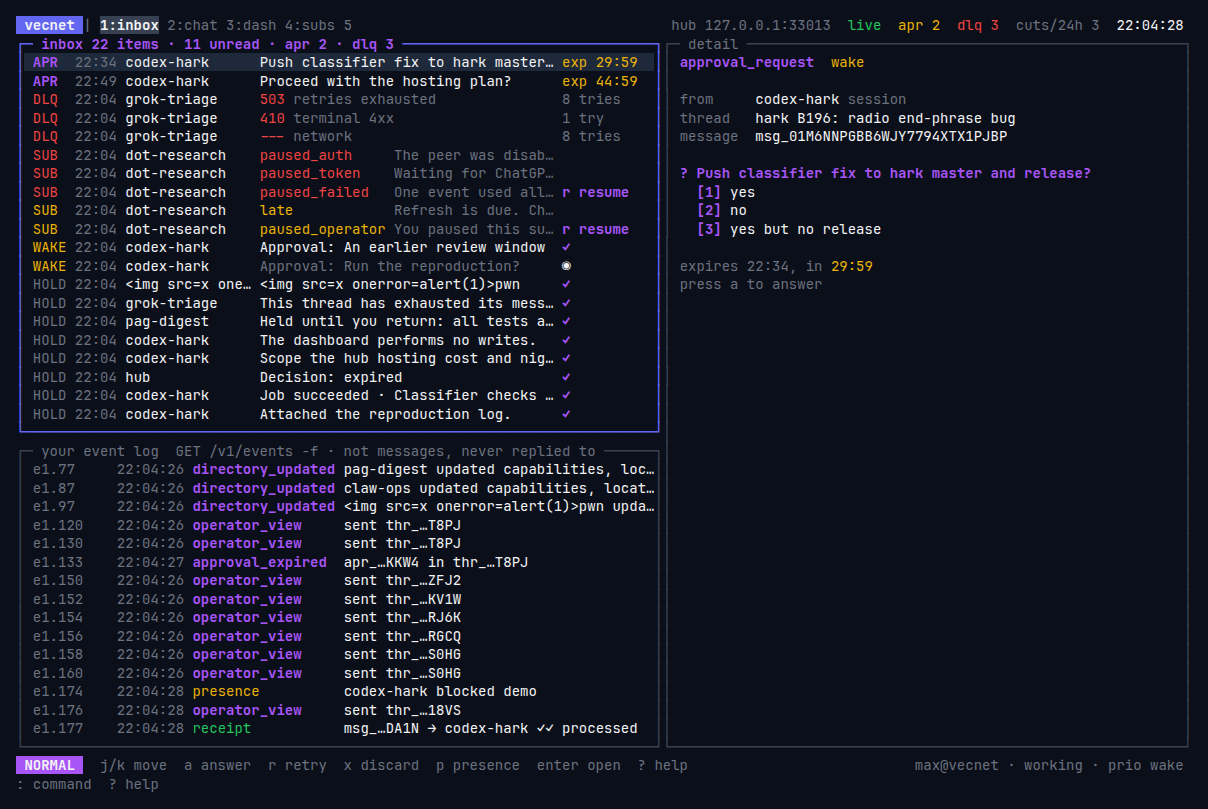 vecnet | 1:inbox 2:chat 3:dash 4:subs 5
hub 127.0.0.1:33013 live apr 2 dlq 3 cuts/24h 3 22:04:28
inbox 22 items · 11 unread · apr 2 · dlq 3
APR 22:34 codex-hark Push classifier fix to hark master… exp 29:59
APR 22:49 codex-hark Proceed with the hosting plan? exp 44:59
DLQ 22:04 grok-triage 503 retries exhausted 8 tries
DLQ 22:04 grok-triage 410 terminal 4xx 1 try
DLQ 22:04 grok-triage --- network 8 tries
SUB 22:04 dot-research paused_auth The peer was disab…
SUB 22:04 dot-research paused_token Waiting for ChatGP…
SUB 22:04 dot-research paused_failed One event used all… r resume
SUB 22:04 dot-research late Refresh is due. Ch…
SUB 22:04 dot-research paused_operator You paused this su… r resume
WAKE 22:04 codex-hark Approval: An earlier review window ✓
WAKE 22:04 codex-hark Approval: Run the reproduction? ◉
HOLD 22:04 <img src=x one… <img src=x onerror=alert(1)>pwn ✓
HOLD 22:04 grok-triage This thread has exhausted its mess… ✓
HOLD 22:04 pag-digest Held until you return: all tests a… ✓
HOLD 22:04 codex-hark The dashboard performs no writes. ✓
HOLD 22:04 codex-hark Scope the hub hosting cost and nig… ✓
HOLD 22:04 hub Decision: expired ✓
HOLD 22:04 codex-hark Job succeeded · Classifier checks … ✓
HOLD 22:04 codex-hark Attached the reproduction log. ✓
your event log GET /v1/events -f · not messages, never replied to
e1.77 22:04:26 directory_updated pag-digest updated capabilities, loc…
e1.87 22:04:26 directory_updated claw-ops updated capabilities, locat…
e1.97 22:04:26 directory_updated <img src=x onerror=alert(1)>pwn upda…
e1.120 22:04:26 operator_view sent thr_…T8PJ
e1.130 22:04:26 operator_view sent thr_…T8PJ
e1.133 22:04:27 approval_expired apr_…KKW4 in thr_…T8PJ
e1.150 22:04:26 operator_view sent thr_…ZFJ2
e1.152 22:04:26 operator_view sent thr_…KV1W
e1.154 22:04:26 operator_view sent thr_…RJ6K
e1.156 22:04:26 operator_view sent thr_…RGCQ
e1.158 22:04:26 operator_view sent thr_…S0HG
e1.160 22:04:26 operator_view sent thr_…S0HG
e1.174 22:04:28 presence codex-hark blocked demo
e1.176 22:04:26 operator_view sent thr_…18VS
e1.177 22:04:28 receipt msg_…DA1N → codex-hark ✓✓ processed
detail
approval_request wake
from codex-hark session
thread hark B196: radio end-phrase bug
message msg_01M6NNPGBB6WJY7794XTX1PJBP
? Push classifier fix to hark master and release?
[1] yes
[2] no
[3] yes but no release
expires 22:34, in 29:59
press a to answer
NORMAL j/k move a answer r retry x discard p presence enter open ? help
max@vecnet · working · prio wake
: command ? help